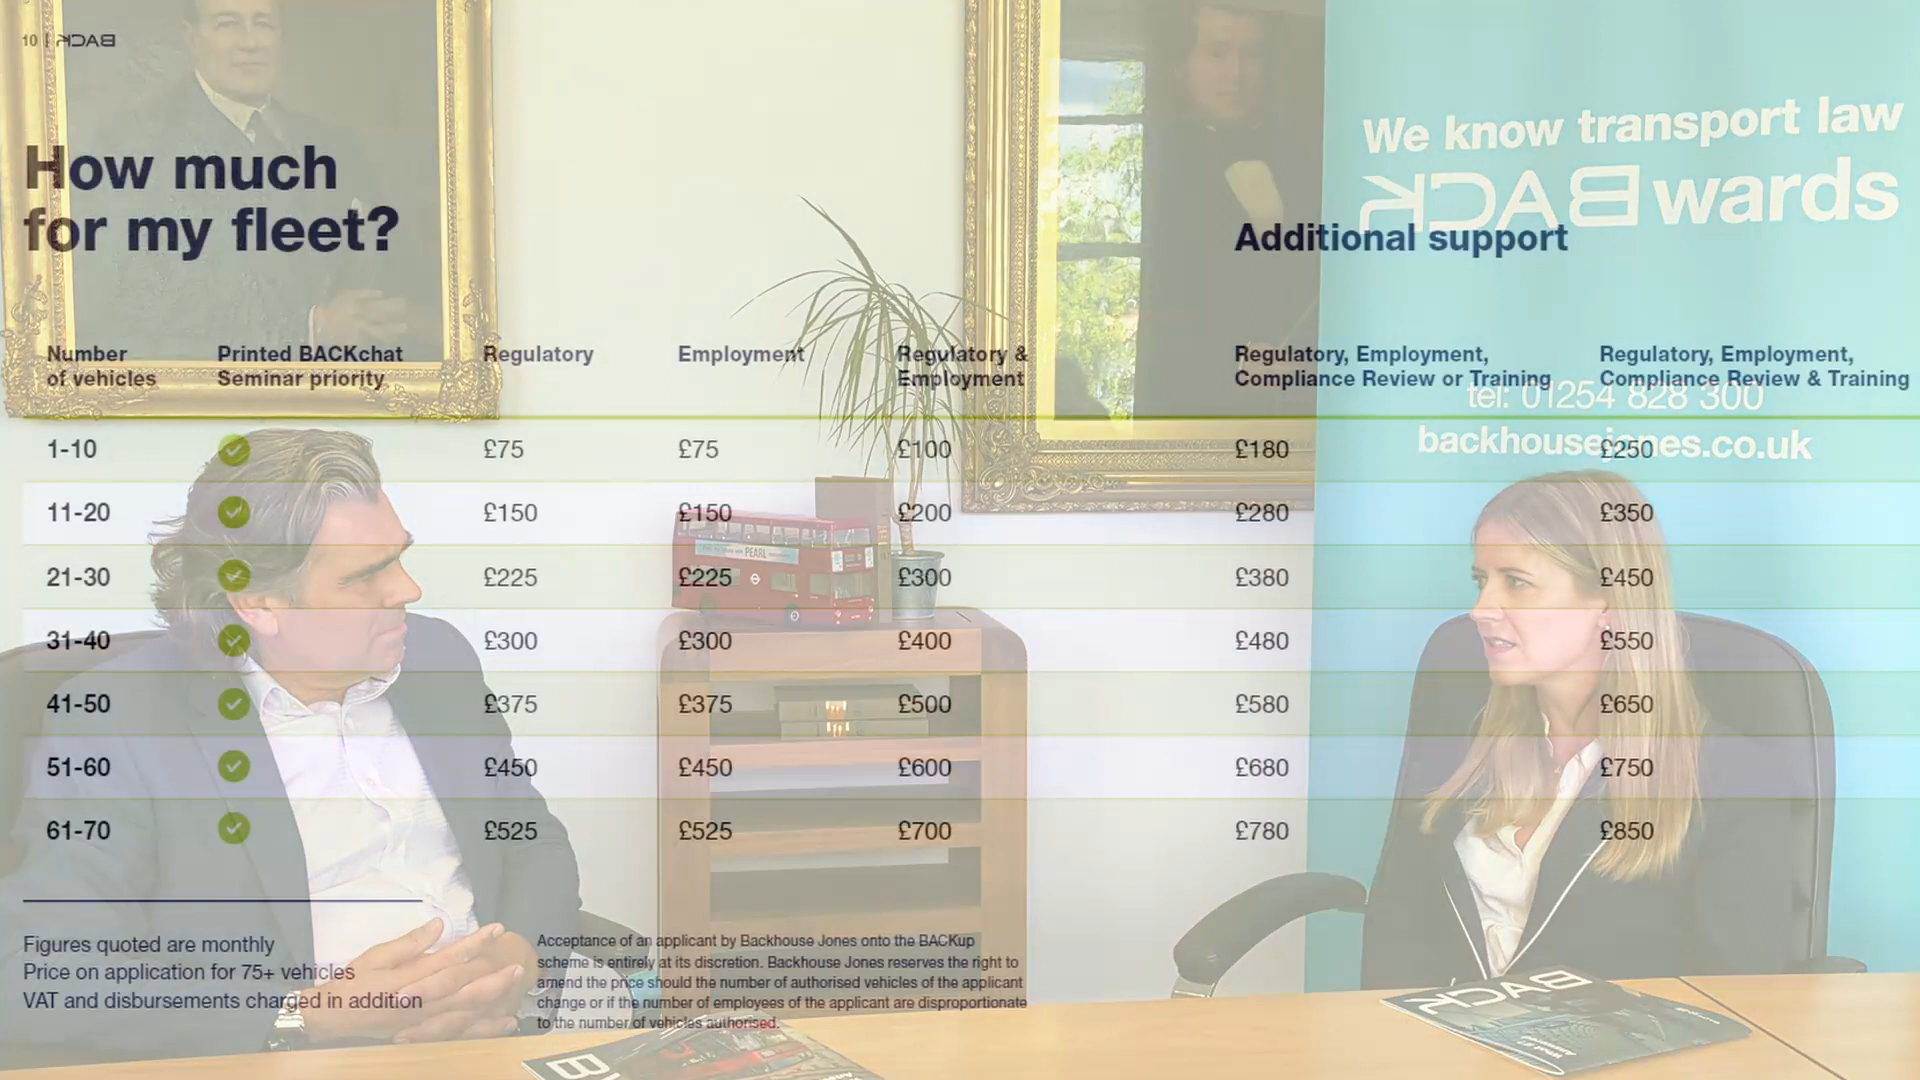 10 | BACK
How much
for my fleet?
We know transport law
BACKwards
tel: 01254 828 300
backhousejones.co.uk
Additional support
Number of vehicles
Printed BACKchat Seminar priority
Regulatory
Employment
Regulatory & Employment
Regulatory, Employment, Compliance Review or Training
Regulatory, Employment, Compliance Review & Training
1-10 £75 £75 £100 £180 £250
11-20 £150 £150 £200 £280 £350
21-30 £225 £225 £300 £380 £450
31-40 £300 £300 £400 £480 £550
41-50 £375 £375 £500 £580 £650
51-60 £450 £450 £600 £680 £750
61-70 £525 £525 £700 £780 £850
Figures quoted are monthly
Price on application for 75+ vehicles
VAT and disbursements charged in addition
Acceptance of an applicant by Backhouse Jones onto the BACKup
scheme is entirely at its discretion. Backhouse Jones reserves the right to
amend the price should the number of authorised vehicles of the applicant
change or if the number of employees of the applicant are disproportionate
to the number of vehicles authorised.
PEARL
BACK